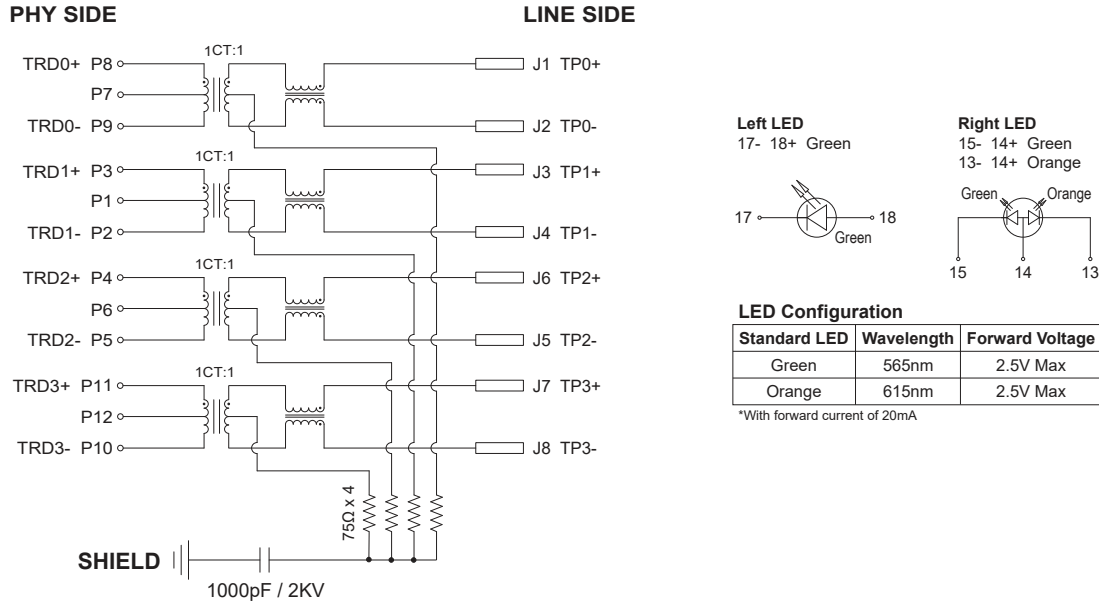 PHY SIDE
LINE SIDE
1CT:1
TRD0+ P8
J1 TP0+
P7
TRD0- P9
J2 TP0-
1CT:1
TRD1+ P3
J3 TP1+
P1
TRD1- P2
J4 TP1-
1CT:1
TRD2+ P4
J6 TP2+
P6
TRD2- P5
J5 TP2-
1CT:1
TRD3+ P11
J7 TP3+
P12
TRD3- P10
J8 TP3-
75Ω x 4
SHIELD
1000pF / 2KV
Left LED
17- 18+ Green
17
18
Green
Right LED
15- 14+ Green
13- 14+ Orange
Green
Orange
15
14
13
LED Configuration
Standard LED Wavelength Forward Voltage
Green 565nm 2.5V Max
Orange 615nm 2.5V Max
*With forward current of 20mA